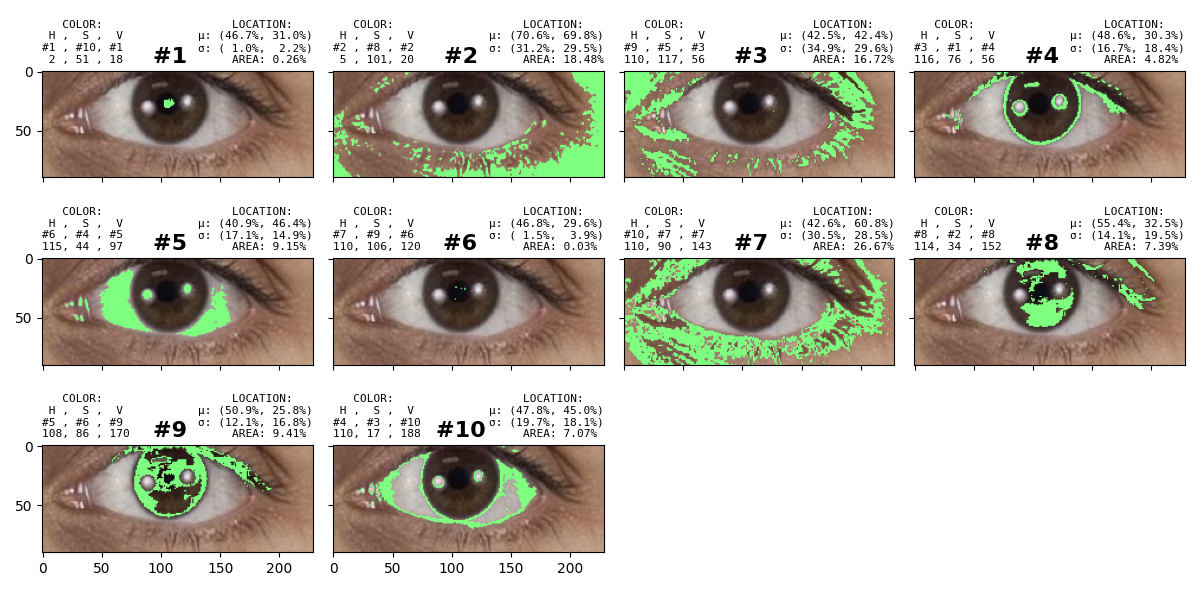 COLOR: LOCATION:
H , S , V μ: (46.7%, 31.0%)
#1 , #10, #1 σ: ( 1.0%, 2.2%)
2 , 51 , 18 #1 AREA: 0.26%
COLOR: LOCATION:
H , S , V μ: (70.6%, 69.8%)
#2 , #8 , #2 σ: (31.2%, 29.5%)
5 , 101, 20 #2 AREA: 18.48%
COLOR: LOCATION:
H , S , V μ: (42.5%, 42.4%)
#9 , #5 , #3 σ: (34.9%, 29.6%)
110, 117, 56 #3 AREA: 16.72%
COLOR: LOCATION:
H , S , V μ: (48.6%, 30.3%)
#3 , #1 , #4 σ: (16.7%, 18.4%)
116, 76 , 56 #4 AREA: 4.82%
0
50
COLOR: LOCATION:
H , S , V μ: (40.9%, 46.4%)
#6 , #4 , #5 σ: (17.1%, 14.9%)
115, 44 , 97 #5 AREA: 9.15%
COLOR: LOCATION:
H , S , V μ: (46.8%, 29.6%)
#7 , #9 , #6 σ: ( 1.5%, 3.9%)
110, 106, 120 #6 AREA: 0.03%
COLOR: LOCATION:
H , S , V μ: (42.6%, 60.8%)
#10, #7 , #7 σ: (30.5%, 28.5%)
110, 90 , 143 #7 AREA: 26.67%
COLOR: LOCATION:
H , S , V μ: (55.4%, 32.5%)
#8 , #2 , #8 σ: (14.1%, 19.5%)
114, 34 , 152 #8 AREA: 7.39%
0
50
COLOR: LOCATION:
H , S , V μ: (50.9%, 25.8%)
#5 , #6 , #9 σ: (12.1%, 16.8%)
108, 86 , 170 #9 AREA: 9.41%
COLOR: LOCATION:
H , S , V μ: (47.8%, 45.0%)
#4 , #3 , #10 σ: (19.7%, 18.1%)
110, 17 , 188 #10 AREA: 7.07%
0
50
0 50 100 150 200
0 50 100 150 200